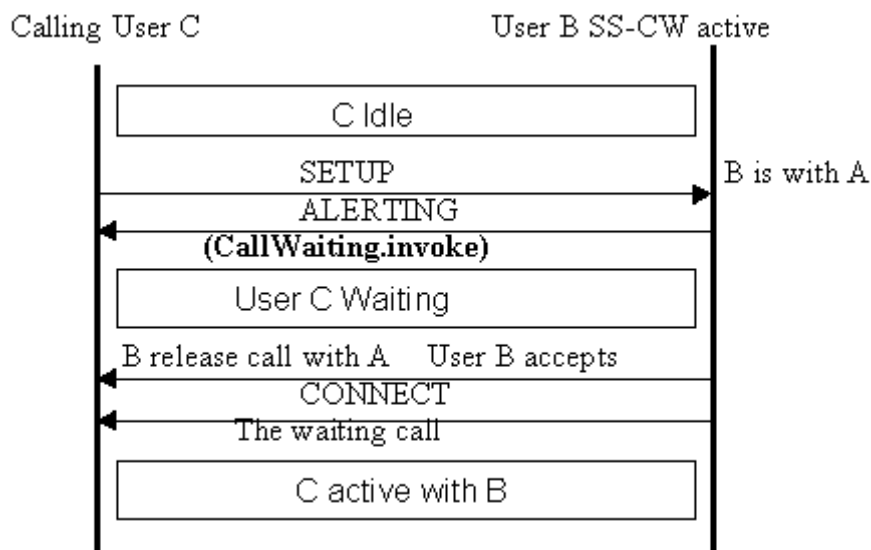 Calling User C
User B SS-CW active
C Idle
SETUP
B is with A
ALERTING
(CallWaiting.invoke)
User C Waiting
B release call with A User B accepts
CONNECT
The waiting call
C active with B